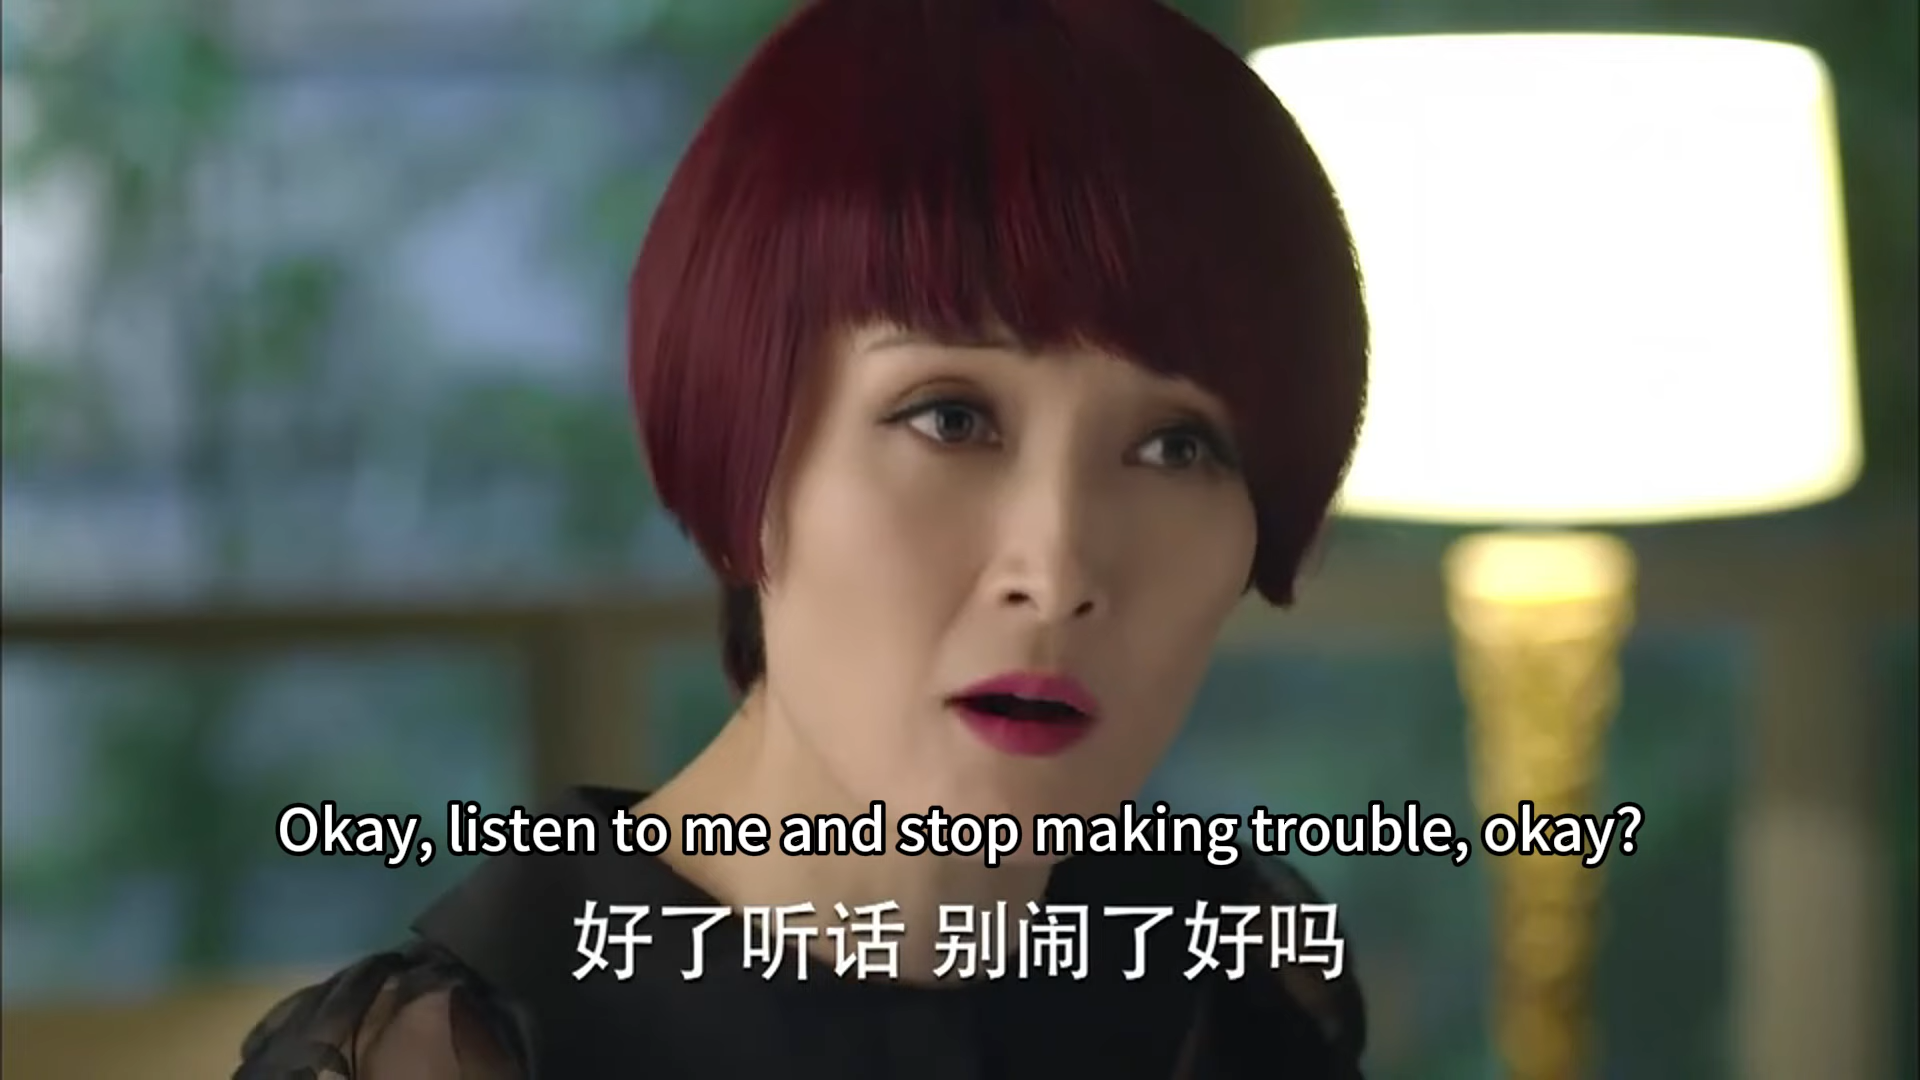 Okay, listen to me and stop making trouble, okay?
好了听话 别闹了好吗